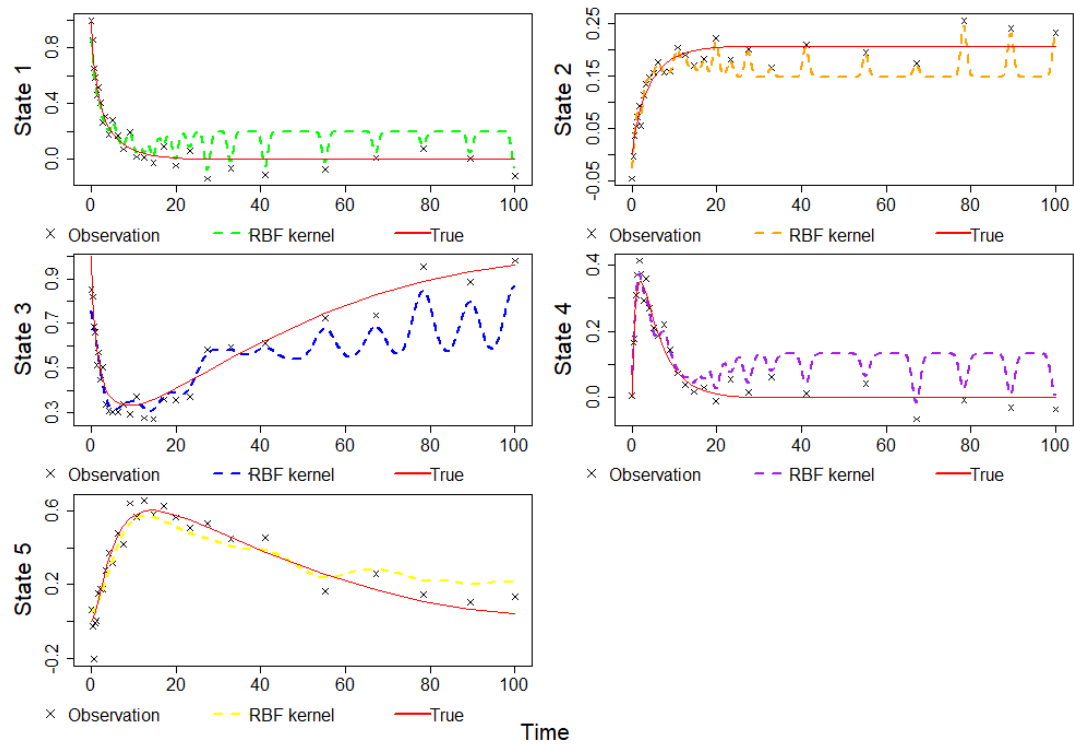 State 1
0.8
0.0
0 20 40 60 80 100
Observation RBF kernel True
State 2
0.25
0.15
0.05
-0.05
0 20 40 60 80 100
Observation RBF kernel True
State 3
0.9
0.7
0.5
0.3
0 20 40 60 80 100
Observation RBF kernel True
State 4
0.4
0.2
0.0
0 20 40 60 80 100
Observation RBF kernel True
State 5
0.6
0.2
-0.2
0 20 40 60 80 100
Observation RBF kernel True
Time